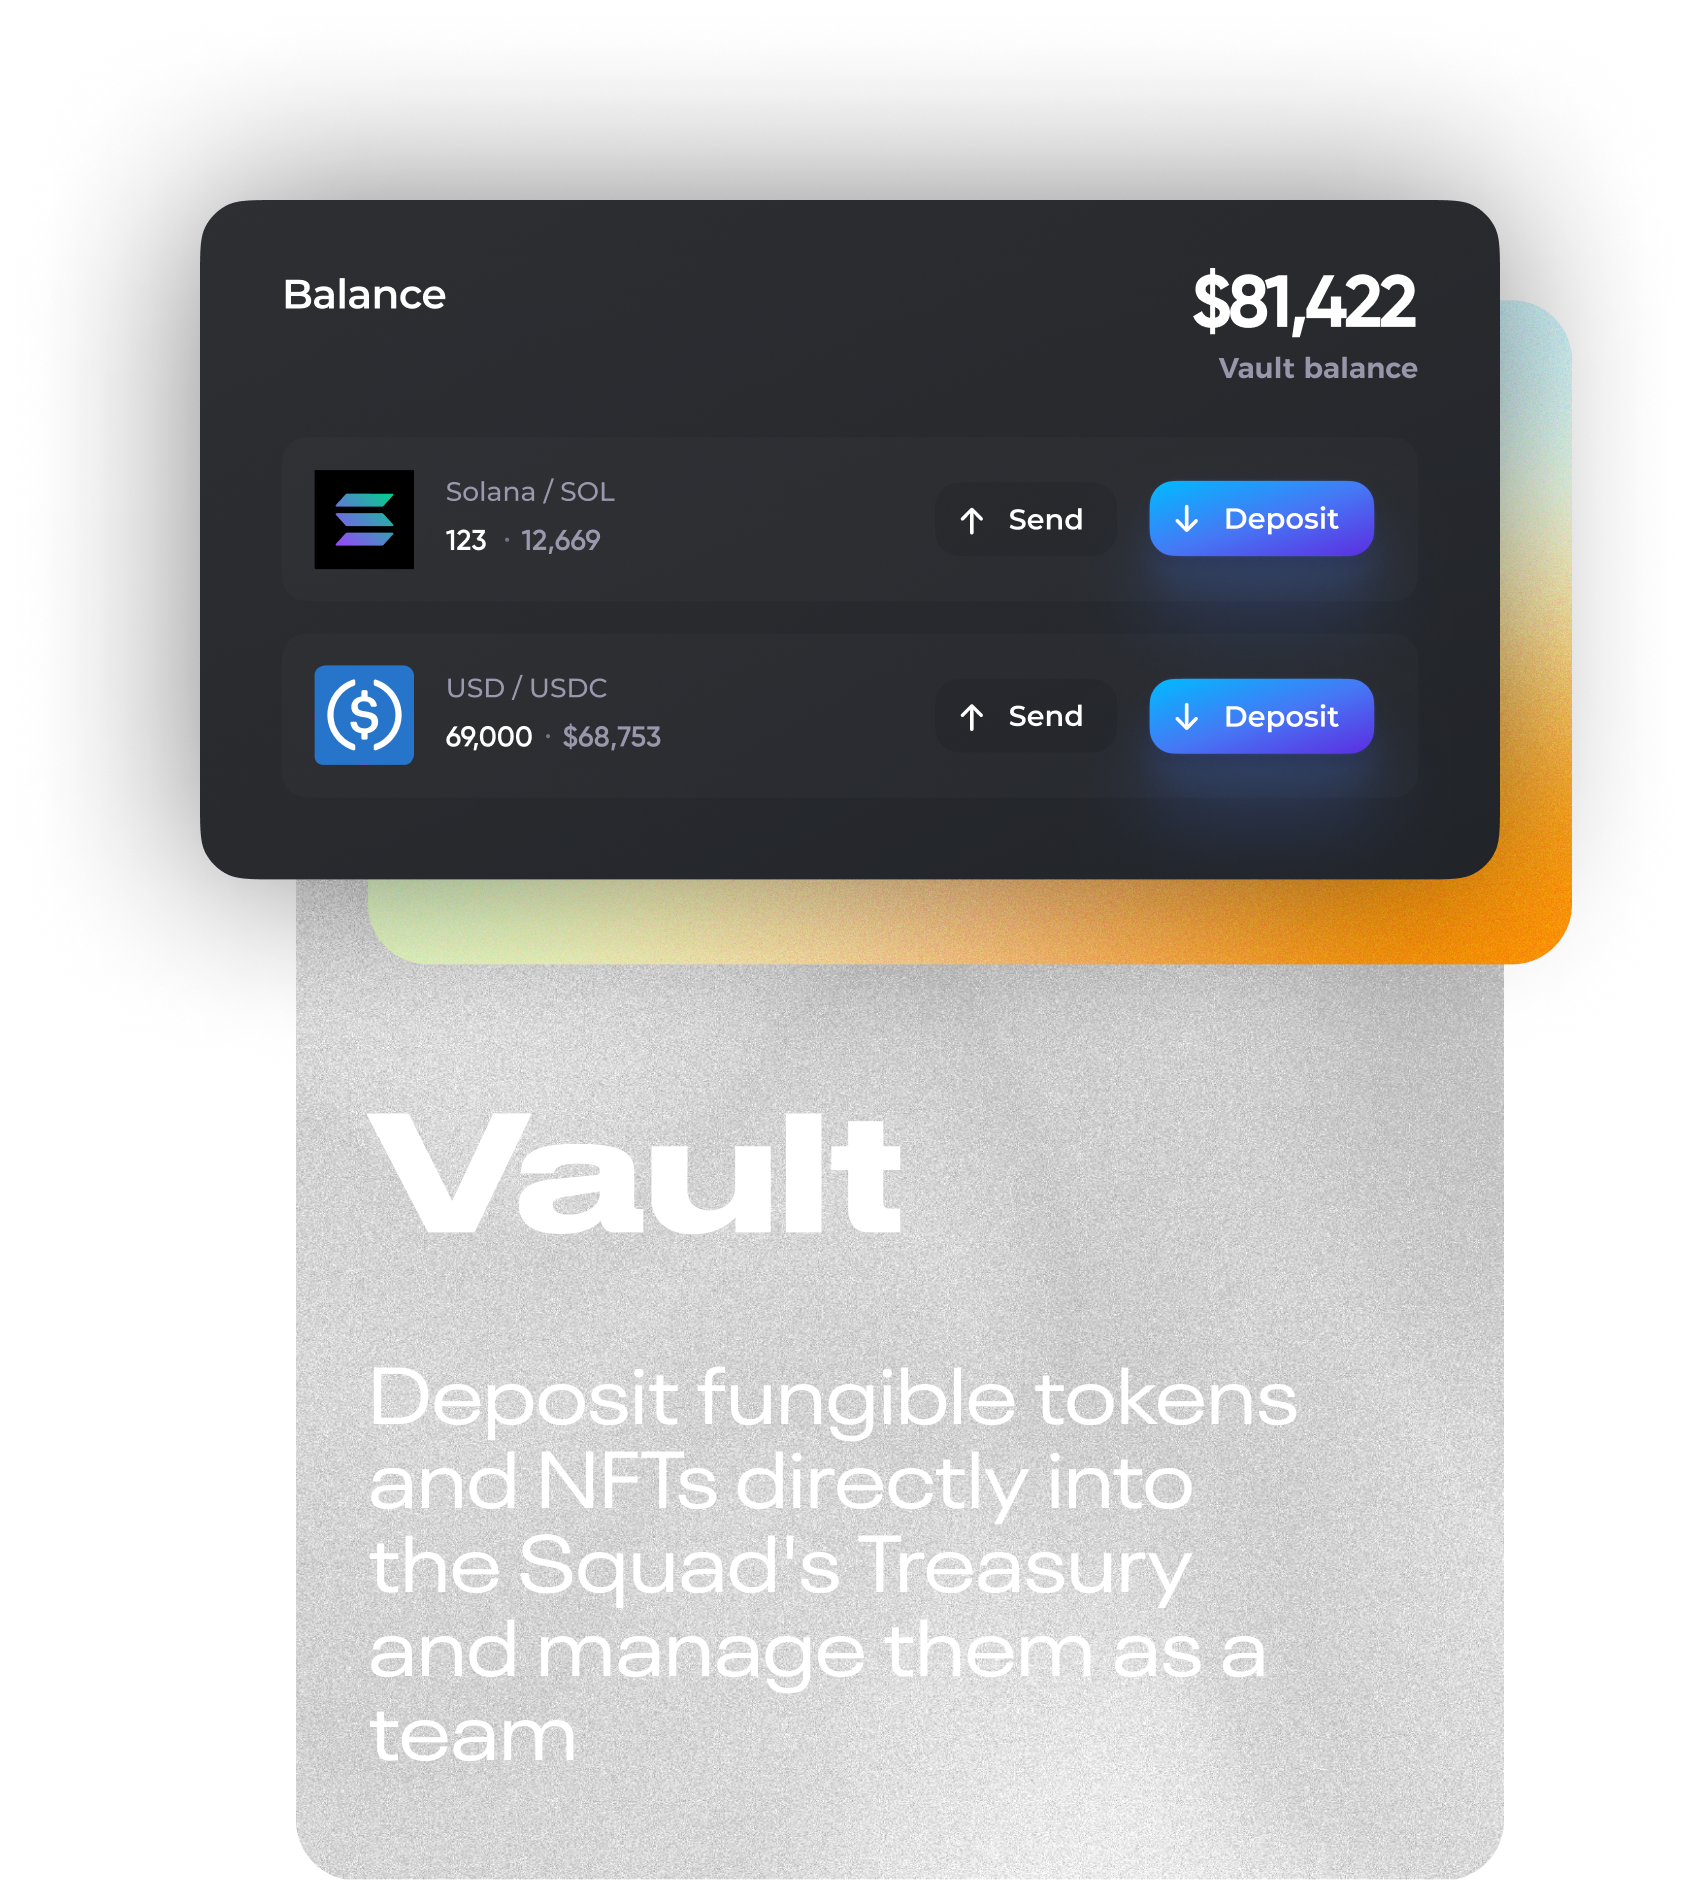 Balance
$81,422
Vault balance
Solana / SOL
123 · 12,669
Send
Deposit
USD / USDC
69,000 · $68,753
Send
Deposit
Vault
Deposit fungible tokens
and NFTs directly into
the Squad's Treasury
and manage them as a
team